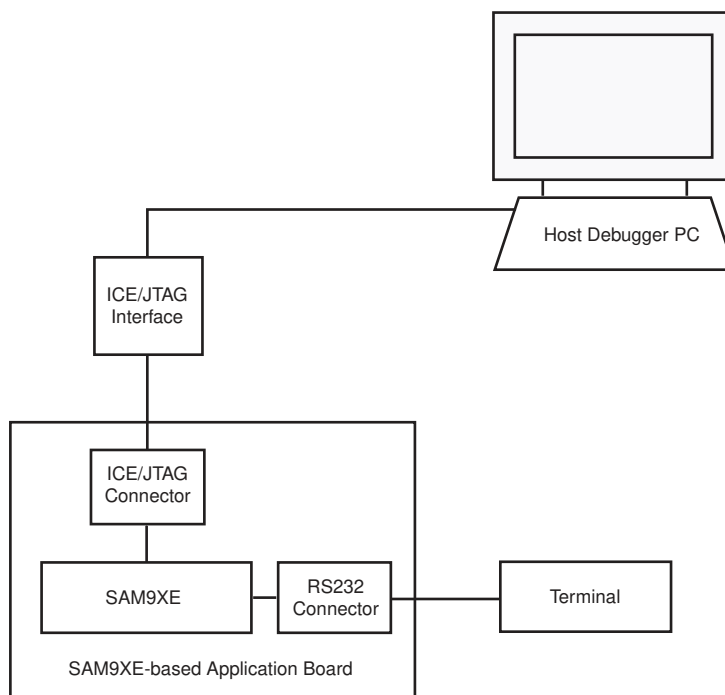 Host Debugger PC
ICE/JTAG
Interface
ICE/JTAG
Connector
SAM9XE
RS232
Connector
Terminal
SAM9XE-based Application Board